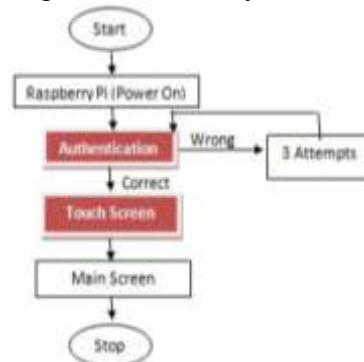 Start
Raspberry Pi (Power On)
Authentication
Wrong
3 Attempts
Correct
Touch Screen
Main Screen
Stop